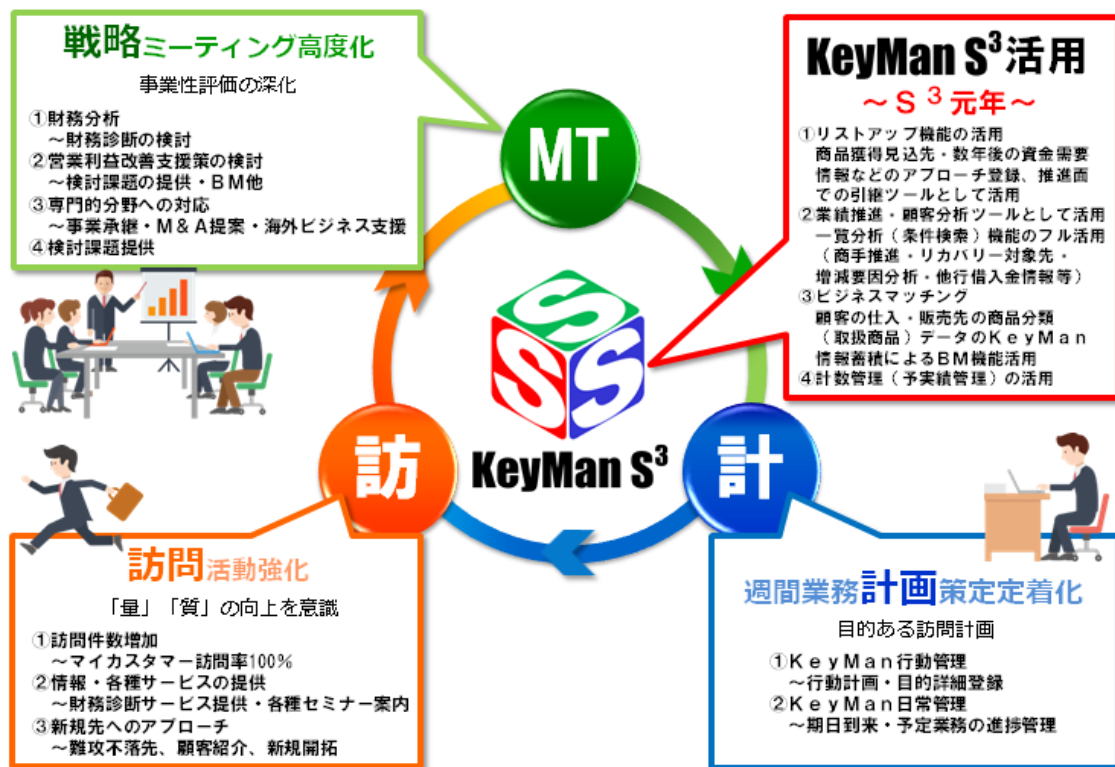 戦略ミーティング高度化
事業性評価の深化
①財務分析
～財務診断の検討
②営業利益改善支援策の検討
～検討課題の提供・ＢＭ他
③専門的分野への対応
～事業承継・Ｍ＆Ａ提案・海外ビジネス支援
④検討課題提供
MT
KeyMan S³活用
～Ｓ³元年～
①リストアップ機能の活用
商品獲得見込先・数年後の資金需要
情報などのアプローチ登録、推進面
での引継ツールとして活用
②業績推進・顧客分析ツールとして活用
一覧分析（条件検索）機能のフル活用
（商手推進・リカバリー対象先・
増減要因分析・他行借入金情報等）
③ビジネスマッチング
顧客の仕入・販売先の商品分類
（取扱商品）データのＫｅｙＭａｎ
情報蓄積によるＢＭ機能活用
④計数管理（予実績管理）の活用
S
S
S
KeyMan S³
訪
計
訪問活動強化
「量」「質」の向上を意識
①訪問件数増加
～マイカスタマー訪問率100％
②情報・各種サービスの提供
～財務診断サービス提供・各種セミナー案内
③新規先へのアプローチ
～難攻不落先、顧客紹介、新規開拓
週間業務計画策定定着化
目的ある訪問計画
①ＫｅｙＭａｎ行動管理
～行動計画・目的詳細登録
②ＫｅｙＭａｎ日常管理
～期日到来・予定業務の進捗管理